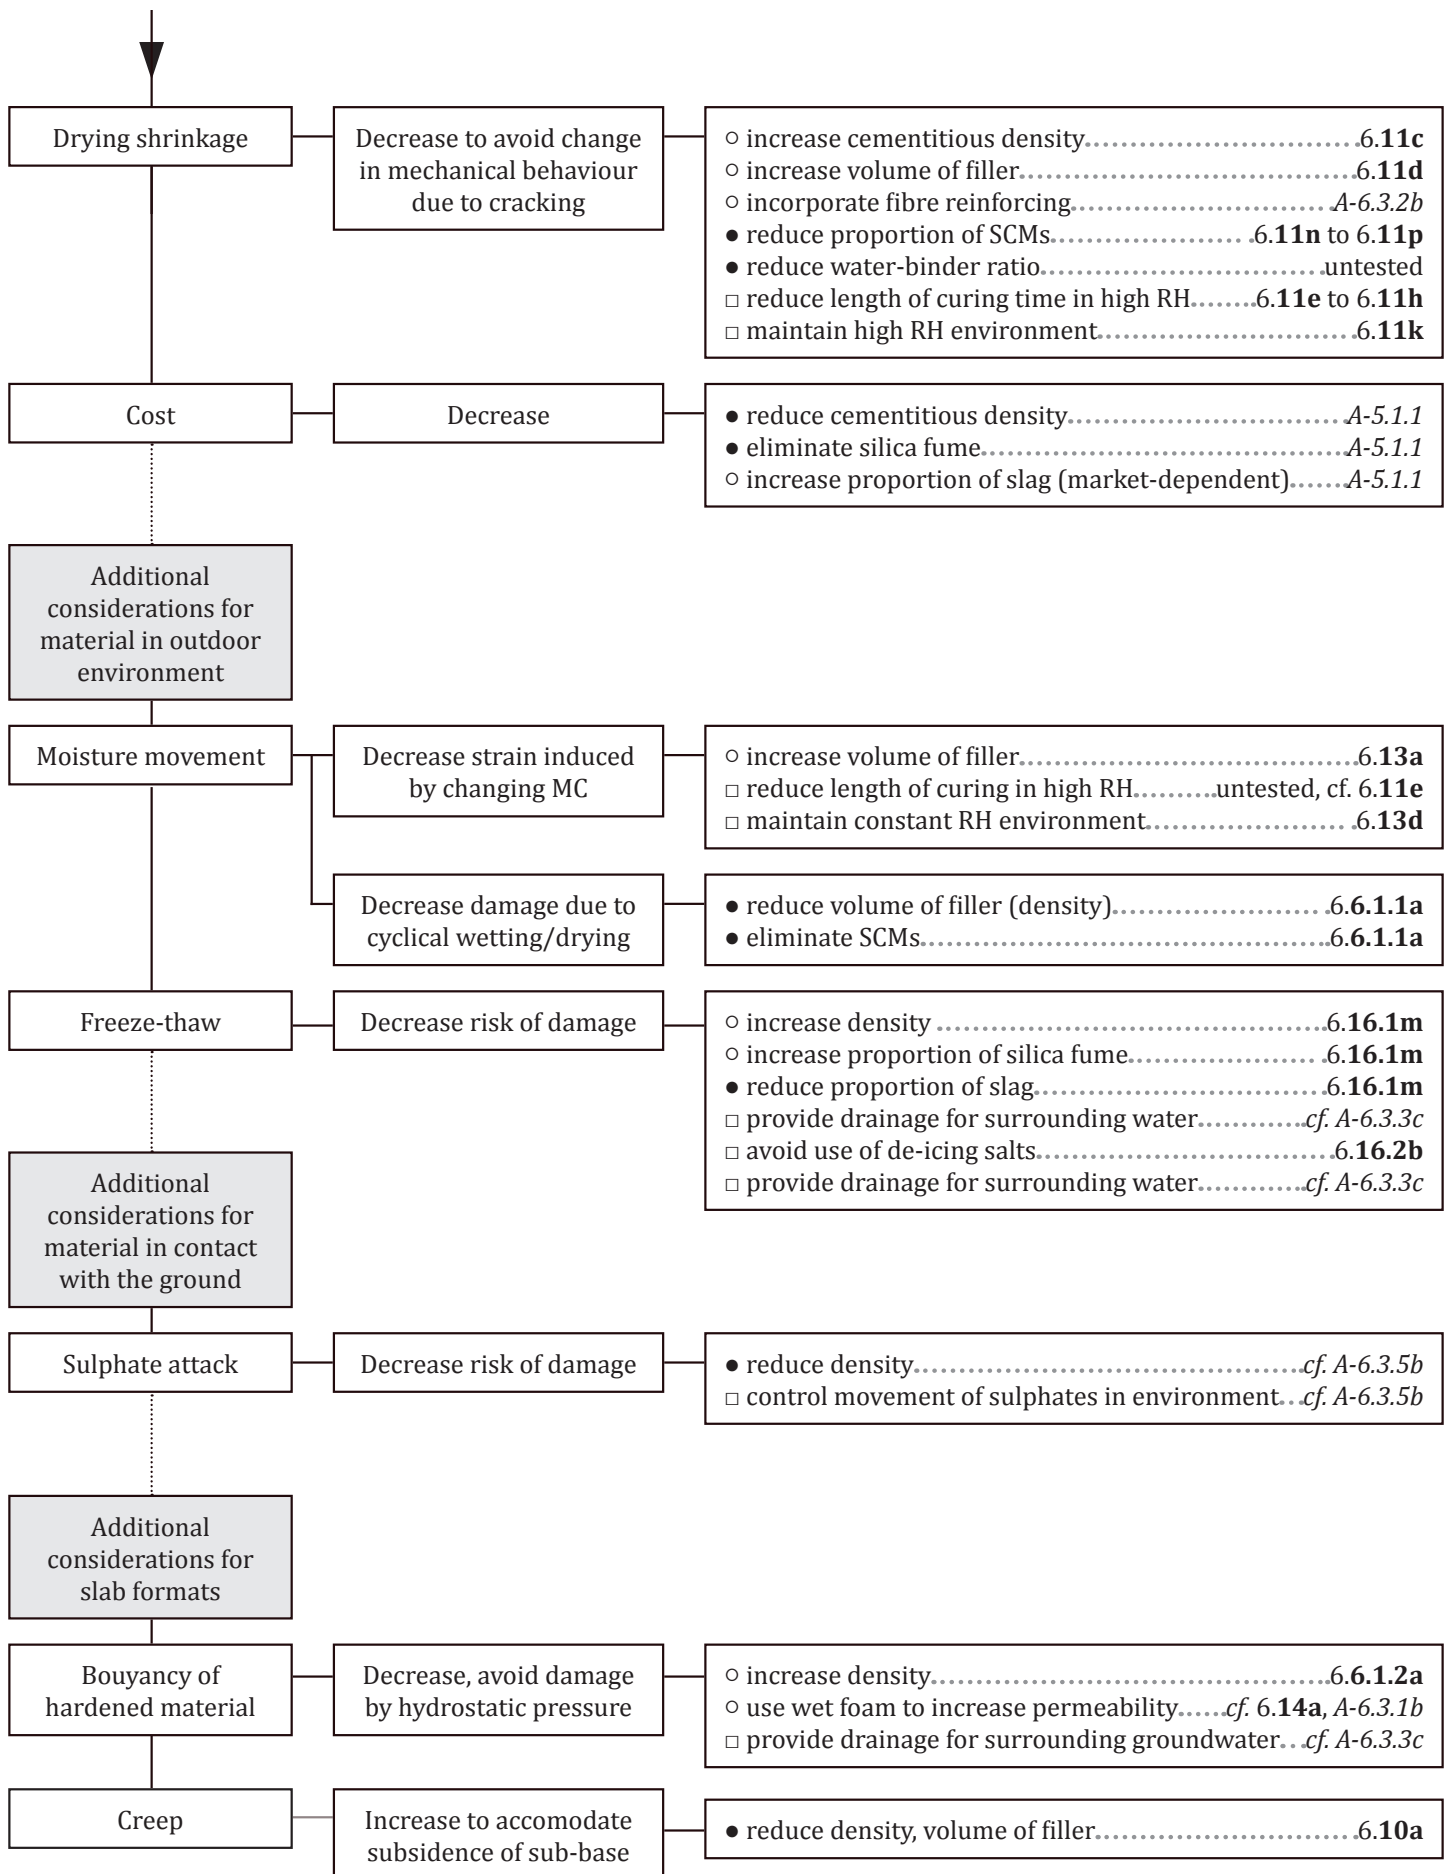 Drying shrinkage
Decrease to avoid change
in mechanical behaviour
due to cracking
○ increase cementitious density 6.11c
○ increase volume of filler 6.11d
○ incorporate fibre reinforcing A-6.3.2b
● reduce proportion of SCMs 6.11n to 6.11p
● reduce water-binder ratio untested
□ reduce length of curing time in high RH 6.11e to 6.11h
□ maintain high RH environment 6.11k
Cost
Decrease
● reduce cementitious density A-5.1.1
● eliminate silica fume A-5.1.1
○ increase proportion of slag (market-dependent) A-5.1.1
Additional
considerations for
material in outdoor
environment
Moisture movement
Decrease strain induced
by changing MC
○ increase volume of filler 6.13a
□ reduce length of curing in high RH untested, cf. 6.11e
□ maintain constant RH environment 6.13d
Decrease damage due to
cyclical wetting/drying
● reduce volume of filler (density) 6.6.1.1a
● eliminate SCMs 6.6.1.1a
Freeze-thaw
Decrease risk of damage
○ increase density 6.16.1m
○ increase proportion of silica fume 6.16.1m
● reduce proportion of slag 6.16.1m
□ provide drainage for surrounding water cf. A-6.3.3c
□ avoid use of de-icing salts 6.16.2b
□ provide drainage for surrounding water cf. A-6.3.3c
Additional
considerations for
material in contact
with the ground
Sulphate attack
Decrease risk of damage
● reduce density cf. A-6.3.5b
□ control movement of sulphates in environment cf. A-6.3.5b
Additional
considerations for
slab formats
Bouyancy of
hardened material
Decrease, avoid damage
by hydrostatic pressure
○ increase density 6.6.1.2a
○ use wet foam to increase permeability cf. 6.14a, A-6.3.1b
□ provide drainage for surrounding groundwater cf. A-6.3.3c
Creep
Increase to accomodate
subsidence of sub-base
● reduce density, volume of filler 6.10a